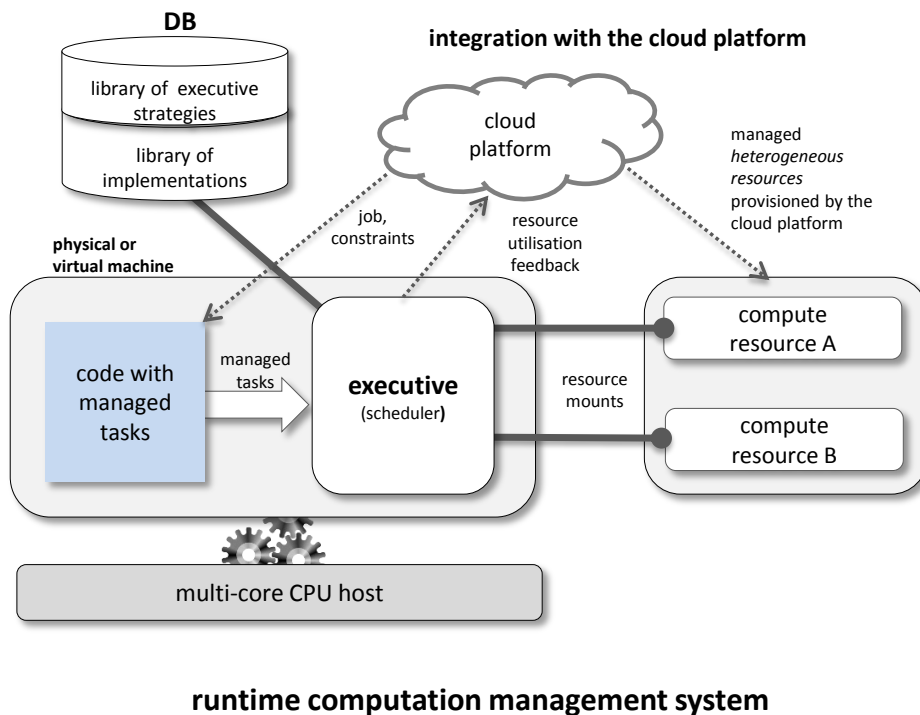 DB
integration with the cloud platform
library of executive
strategies
library of
implementations
cloud
platform
managed
heterogeneous
resources
provisioned by the
cloud platform
job,
constraints
resource
utilisation
feedback
physical or
virtual machine
code with
managed
tasks
managed
tasks
executive
(scheduler)
resource
mounts
compute
resource A
compute
resource B
multi-core CPU host
runtime computation management system